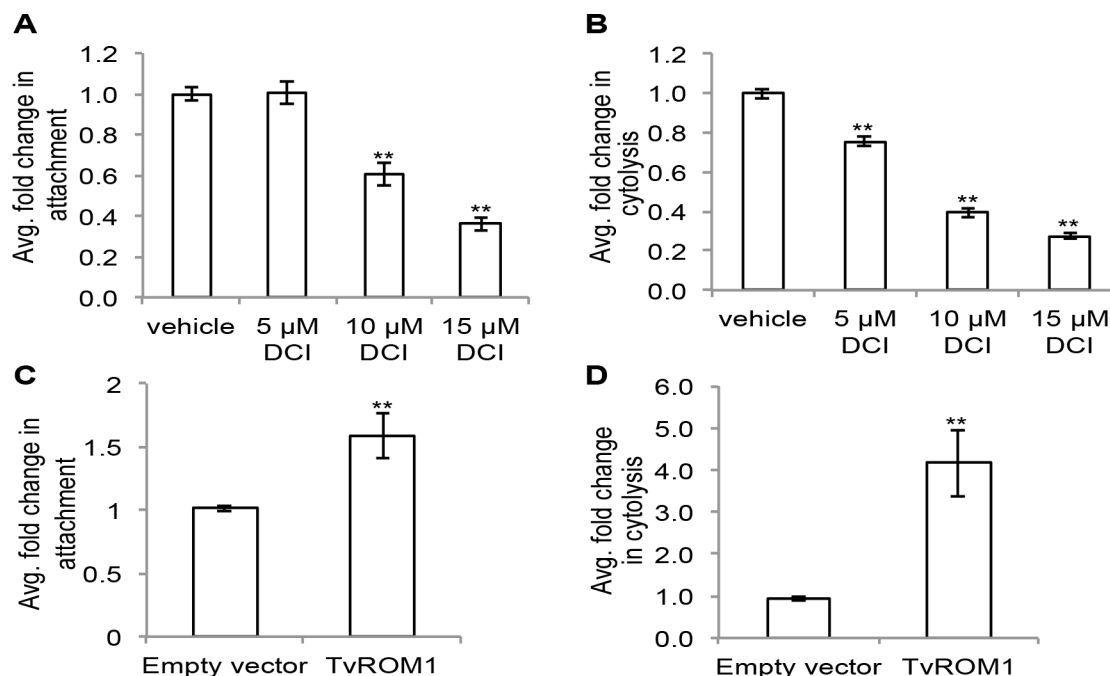 A
Avg. fold change in
attachment
1.2
1.0
0.8
0.6
0.4
0.2
0.0
**
**
vehicle
5 µM
DCI
10 µM
DCI
15 µM
DCI
B
Avg. fold change in
cytolysis
1.2
1.0
0.8
0.6
0.4
0.2
0.0
**
**
**
vehicle
5 µM
DCI
10 µM
DCI
15 µM
DCI
C
Avg. fold change in
attachment
2
1.5
1
0.5
0
**
Empty vector
TvROM1
D
Avg. fold change
in cytolysis
6.0
5.0
4.0
3.0
2.0
1.0
0.0
**
Empty vector
TvROM1